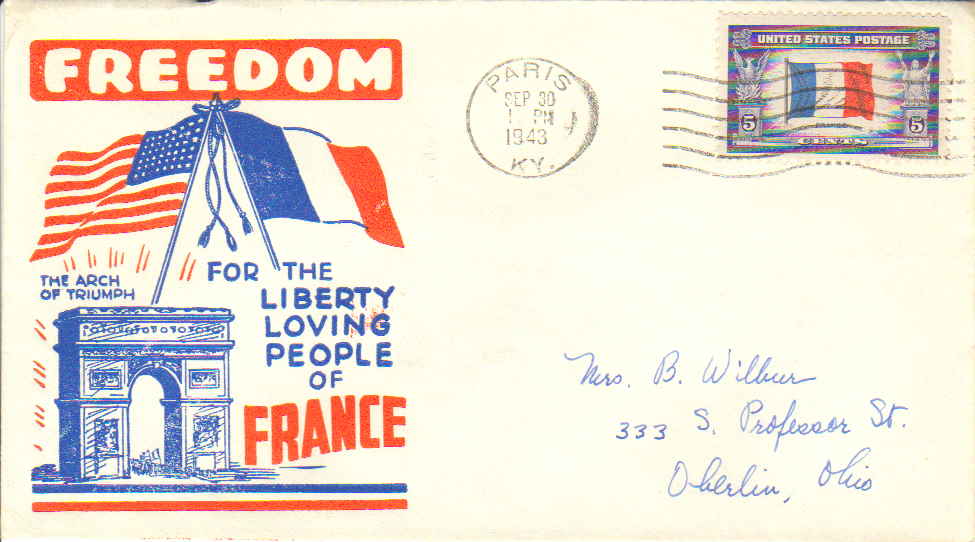 FREEDOM
THE ARCH
OF TRIUMPH
FOR THE
LIBERTY
LOVING
PEOPLE
OF
FRANCE
PARIS
SEP 30
1 PM
1943
KY.
UNITED STATES POSTAGE
FRANCE
5 5
CENTS
Mrs. B. Wilbur
333 S. Professor St.
Oberlin, Ohio